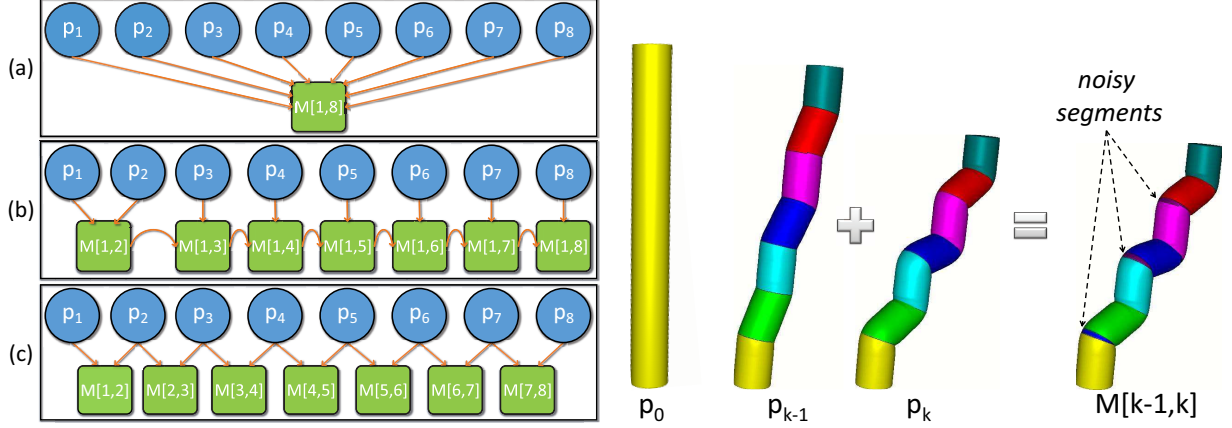 p1 p2 p3 p4 p5 p6 p7 p8
(a)
M[1,8]
p1 p2 p3 p4 p5 p6 p7 p8
(b)
M[1,2] M[1,3] M[1,4] M[1,5] M[1,6] M[1,7] M[1,8]
p1 p2 p3 p4 p5 p6 p7 p8
(c)
M[1,2] M[2,3] M[3,4] M[4,5] M[5,6] M[6,7] M[7,8]
noisy
segments
p0 pk-1 pk M[k-1,k]